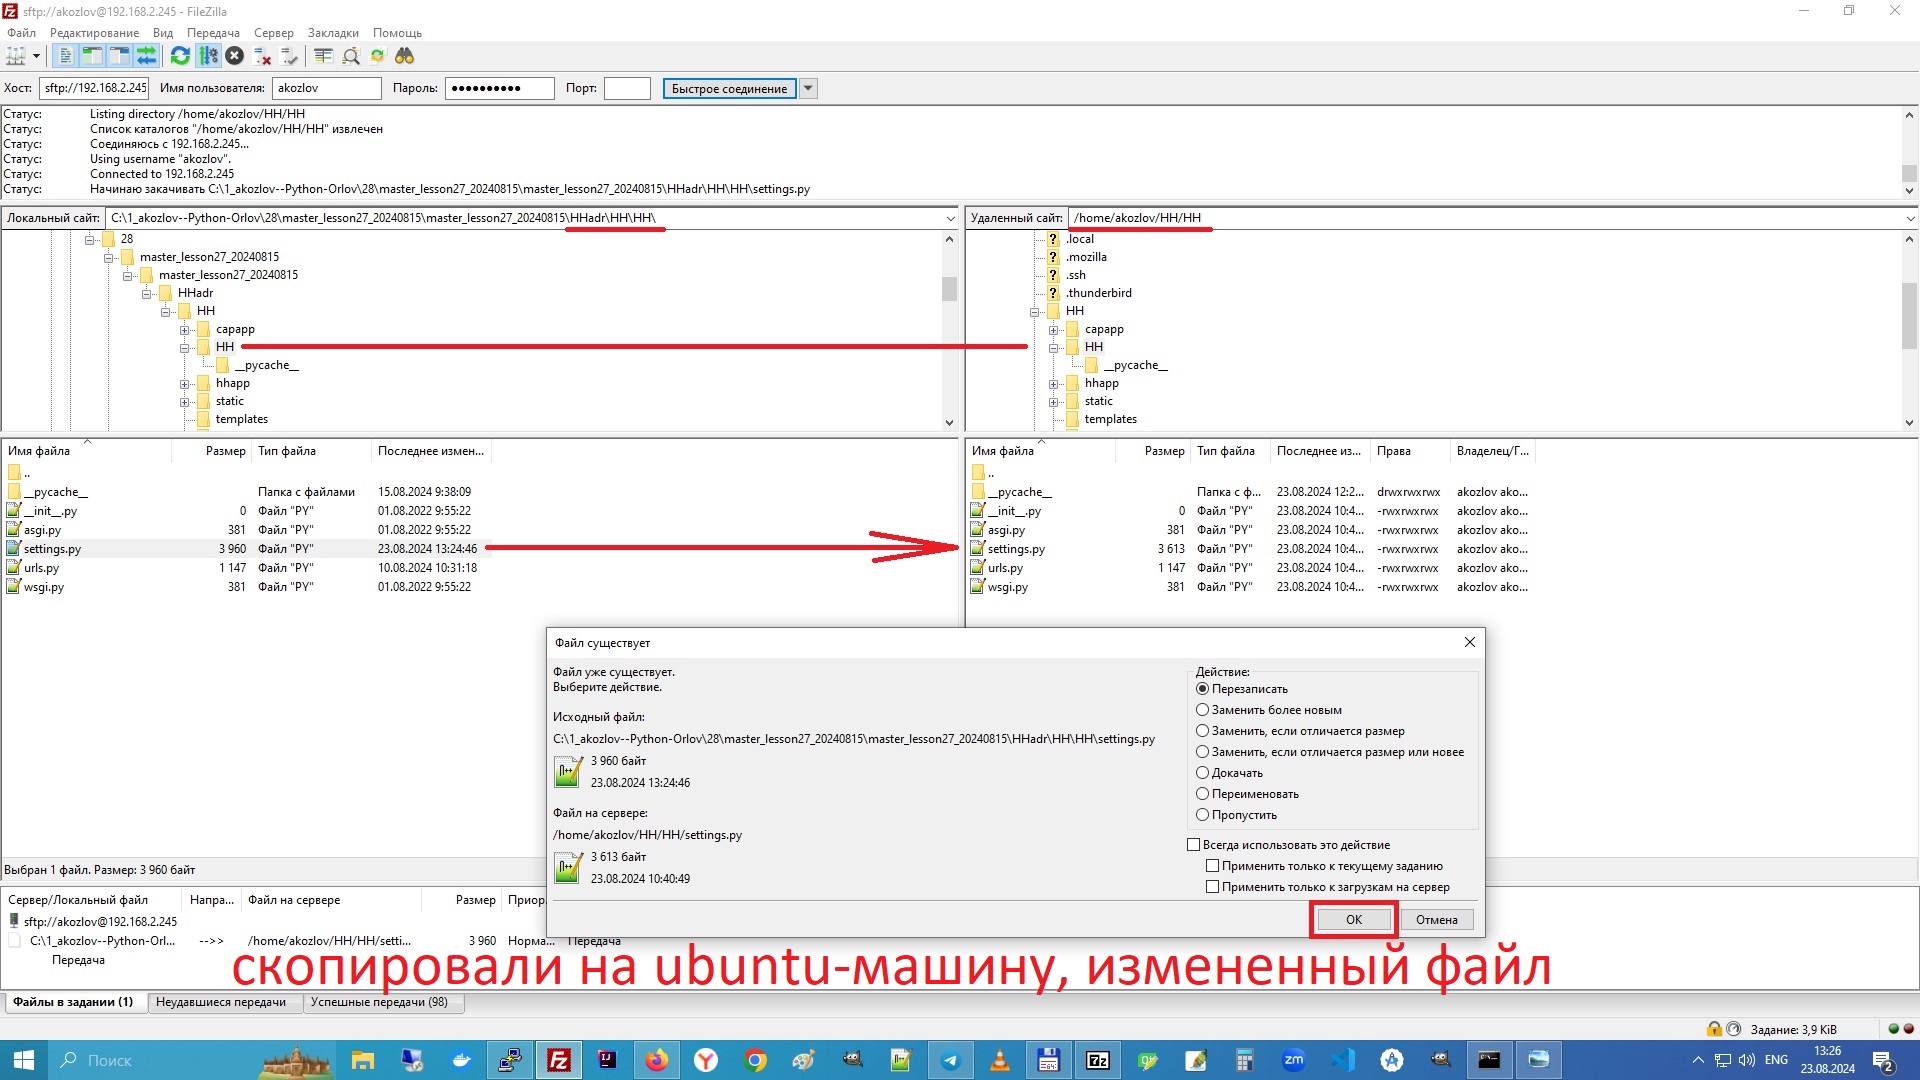 sftp://akozlov@192.168.2.245 - FileZilla
Файл Редактирование Вид Передача Сервер Закладки Помощь
Хост: sftp://192.168.2.245 Имя пользователя: akozlov Пароль: ●●●●●●●●●● Порт: Быстрое соединение
Статус: Listing directory /home/akozlov/HH/HH
Статус: Список каталогов "/home/akozlov/HH/HH" извлечен
Статус: Соединяюсь с 192.168.2.245...
Статус: Using username "akozlov".
Статус: Connected to 192.168.2.245
Статус: Начинаю закачивать C:\1_akozlov--Python-Orlov\28\master_lesson27_20240815\master_lesson27_20240815\HHadr\HH\HH\settings.py
Локальный сайт: C:\1_akozlov--Python-Orlov\28\master_lesson27_20240815\master_lesson27_20240815\HHadr\HH\HH\
28
master_lesson27_20240815
master_lesson27_20240815
HHadr
HH
capapp
HH
__pycache__
hhapp
static
templates
Удаленный сайт: /home/akozlov/HH/HH
? .local
? .mozilla
? .ssh
? .thunderbird
HH
capapp
HH
__pycache__
hhapp
static
templates
Имя файла Размер Тип файла Последнее измен...
..
__pycache__ Папка с файлами 15.08.2024 9:38:09
__init__.py 0 Файл "PY" 01.08.2022 9:55:22
asgi.py 381 Файл "PY" 01.08.2022 9:55:22
settings.py 3 960 Файл "PY" 23.08.2024 13:24:46
urls.py 1 147 Файл "PY" 10.08.2024 10:31:18
wsgi.py 381 Файл "PY" 01.08.2022 9:55:22
Имя файла Размер Тип файла Последнее из... Права Владелец/Г...
..
__pycache__ Папка с ф... 23.08.2024 12:2... drwxrwxrwx akozlov ako...
__init__.py 0 Файл "PY" 23.08.2024 10:4... -rwxrwxrwx akozlov ako...
asgi.py 381 Файл "PY" 23.08.2024 10:4... -rwxrwxrwx akozlov ako...
settings.py 3 613 Файл "PY" 23.08.2024 10:4... -rwxrwxrwx akozlov ako...
urls.py 1 147 Файл "PY" 23.08.2024 10:4... -rwxrwxrwx akozlov ako...
wsgi.py 381 Файл "PY" 23.08.2024 10:4... -rwxrwxrwx akozlov ako...
Файл существует
Файл уже существует.
Выберите действие.
Исходный файл:
C:\1_akozlov--Python-Orlov\28\master_lesson27_20240815\master_lesson27_20240815\HHadr\HH\HH\settings.py
3 960 байт
23.08.2024 13:24:46
Файл на сервере:
/home/akozlov/HH/HH/settings.py
3 613 байт
23.08.2024 10:40:49
Действие:
Перезаписать
Заменить более новым
Заменить, если отличается размер
Заменить, если отличается размер или новее
Докачать
Переименовать
Пропустить
Всегда использовать это действие
Применить только к текущему заданию
Применить только к загрузкам на сервер
OK Отмена
Выбран 1 файл. Размер: 3 960 байт
Сервер/Локальный файл Напра... Файл на сервере Размер Приор.
sftp://akozlov@192.168.2.245
C:\1_akozlov--Python-Orl... -->> /home/akozlov/HH/HH/setti... 3 960 Норма... Передача
Передача
скопировали на ubuntu-машину, измененный файл
Файлы в задании (1) Неудавшиеся передачи Успешные передачи (98)
Задание: 3,9 KiB
Поиск
ENG
13:26
23.08.2024
2